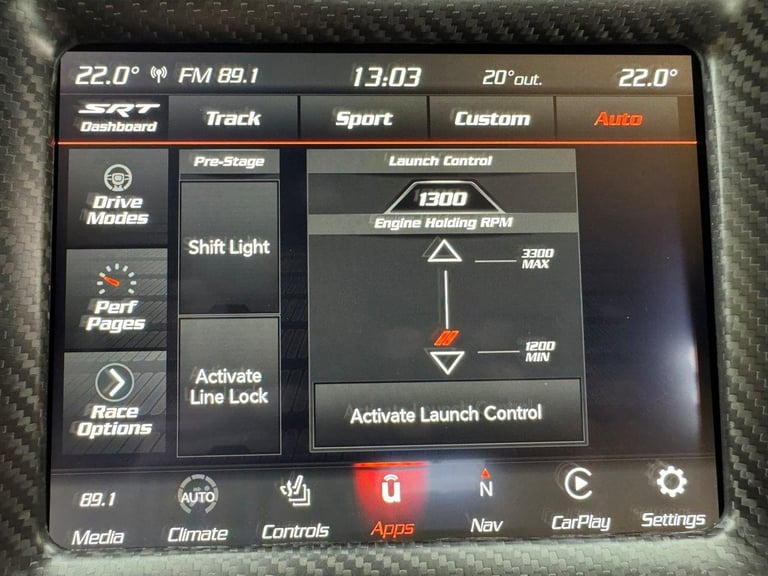 22.0° FM 89.1 13:03 20°out. 22.0°
SRT
Dashboard
Track Sport Custom Auto
Drive
Modes
Perf
Pages
Race
Options
Pre-Stage
Shift Light
Activate
Line Lock
Launch Control
1300
Engine Holding RPM
3300
MAX
1200
MIN
Activate Launch Control
89.1 AUTO ū N
Media Climate Controls Apps Nav CarPlay Settings